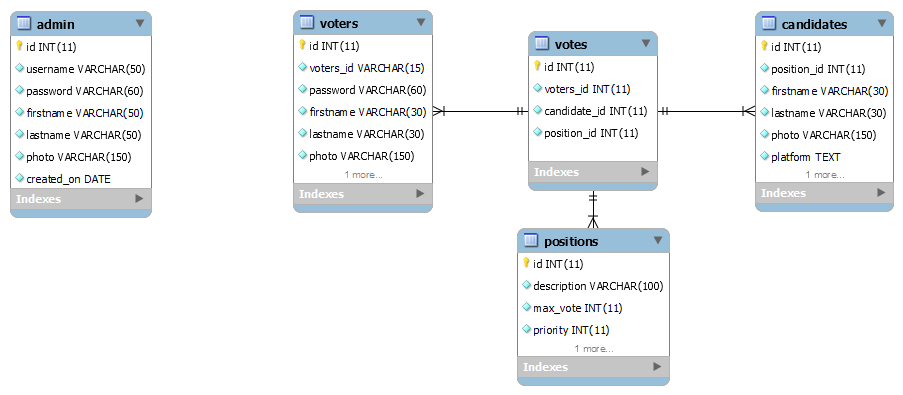 admin
id INT(11)
username VARCHAR(50)
password VARCHAR(60)
firstname VARCHAR(50)
lastname VARCHAR(50)
photo VARCHAR(150)
created_on DATE
Indexes
voters
id INT(11)
voters_id VARCHAR(15)
password VARCHAR(60)
firstname VARCHAR(30)
lastname VARCHAR(30)
photo VARCHAR(150)
1 more...
Indexes
votes
id INT(11)
voters_id INT(11)
candidate_id INT(11)
position_id INT(11)
Indexes
candidates
id INT(11)
position_id INT(11)
firstname VARCHAR(30)
lastname VARCHAR(30)
photo VARCHAR(150)
platform TEXT
1 more...
Indexes
positions
id INT(11)
description VARCHAR(100)
max_vote INT(11)
priority INT(11)
1 more...
Indexes